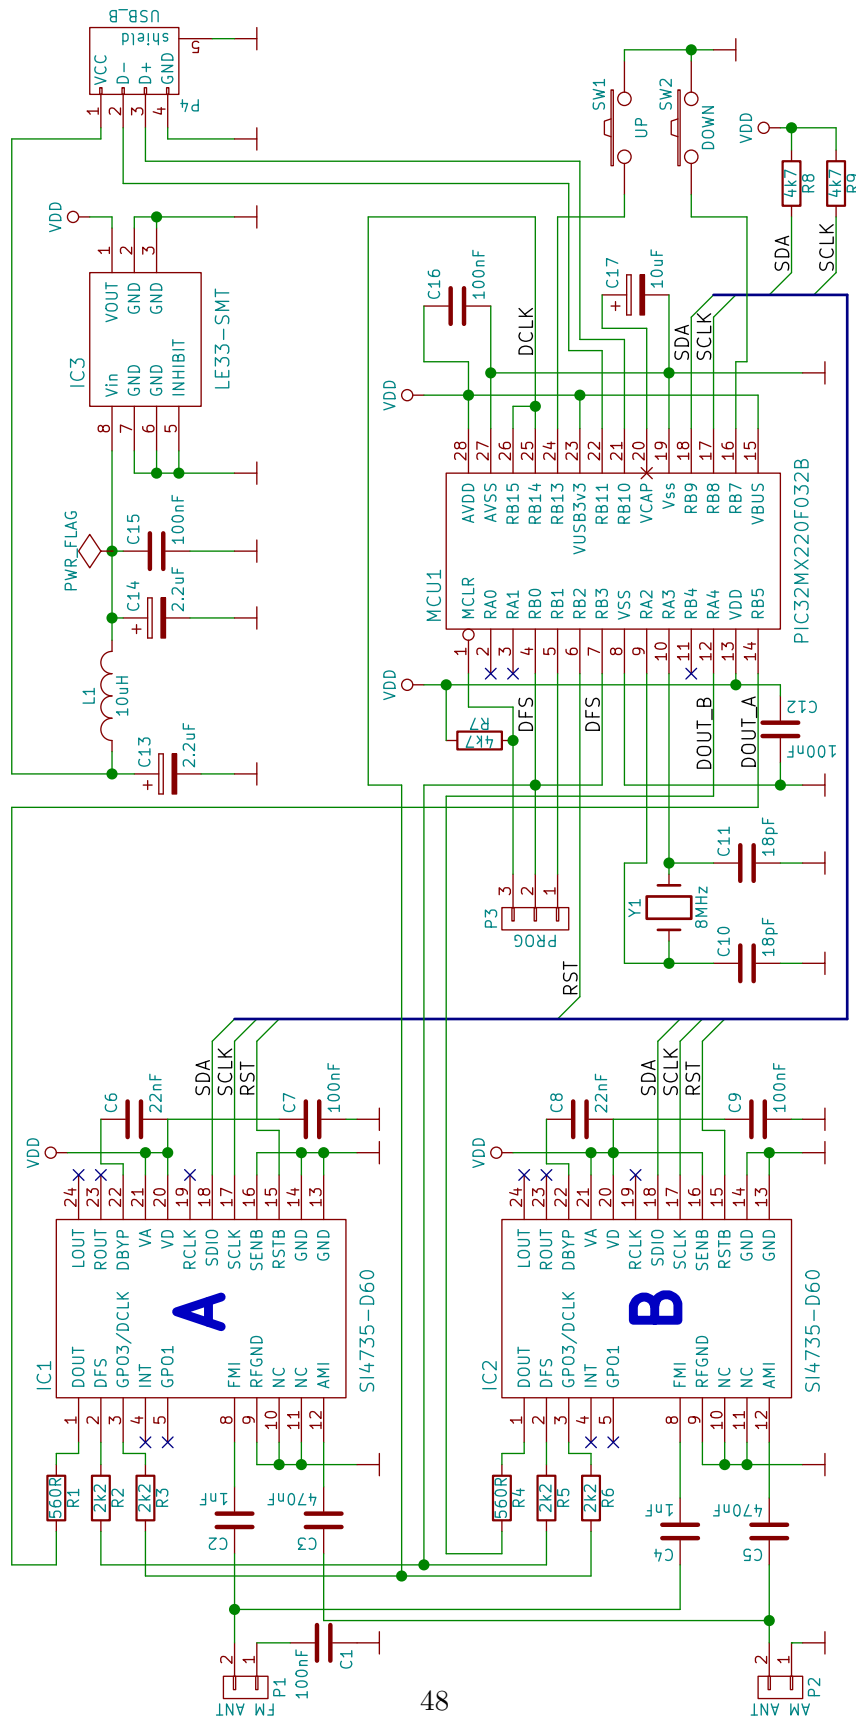 USB_B
shield
5
VCC
D-
D+
GND
1
2
3
4
P4
VDD
1
2
3
VOUT
GND
GND
IC3
LE33-SMT
Vin
GND
GND
INHIBIT
8
7
6
5
PWR_FLAG
C15
100nF
C14
2.2uF
L1
10uH
C13
2.2uF
SW1
UP
SW2
DOWN
VDD
4k7
R8
4k7
R9
SDA
SCLK
C16
100nF
DCLK
C17
10uF
+
SDA
SCLK
VDD
28
27
26
25
24
23
22
21
20
19
18
17
16
15
AVDD
AVSS
RB15
RB14
RB13
VUSB3v3
RB11
RB10
VCAP
Vss
RB9
RB8
RB7
VBUS
MCU1
PIC32MX220F032B
MCLR
RA0
RA1
RB0
RB1
RB2
RB3
VSS
RA2
RA3
RB4
RA4
VDD
RB5
1
2
3
4
5
6
7
8
9
10
11
12
13
14
VDD
R7
4k7
DFS
DFS
DOUT_B
DOUT_A
C12
100nF
P3
PROG
3
2
1
Y1
8MHz
C11
18pF
C10
18pF
RST
SDA
SCLK
RST
C6
22nF
C7
100nF
VDD
24
23
22
21
20
19
18
17
16
15
14
13
LOUT
ROUT
DBYP
VA
VD
RCLK
SDIO
SCLK
SENB
RSTB
GND
GND
A
IC1
SI4735-D60
DOUT
DFS
GPO3/DCLK
INT
GPO1
FMI
RFGND
NC
NC
AMI
1
2
3
4
5
8
9
10
11
12
560R
R1
2k2
R2
2k2
R3
1nF
C2
470nF
C3
SDA
SCLK
RST
C8
22nF
C9
100nF
VDD
24
23
22
21
20
19
18
17
16
15
14
13
LOUT
ROUT
DBYP
VA
VD
RCLK
SDIO
SCLK
SENB
RSTB
GND
GND
B
IC2
SI4735-D60
DOUT
DFS
GPO3/DCLK
INT
GPO1
FMI
RFGND
NC
NC
AMI
1
2
3
4
5
8
9
10
11
12
560R
R4
2k2
R5
2k2
R6
1nF
C4
470nF
C5
2
1
P1
FM ANT
100nF
C1
2
1
P2
AM ANT
48